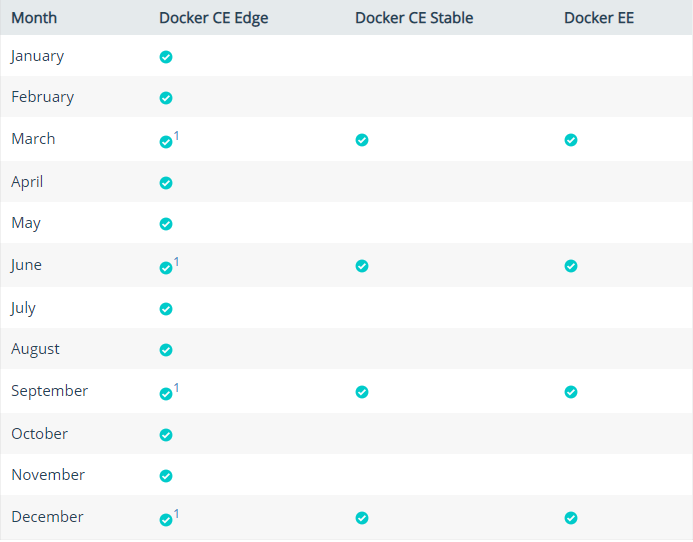 Month Docker CE Edge Docker CE Stable Docker EE
January
February
March 1
April
May
June 1
July
August
September 1
October
November
December 1